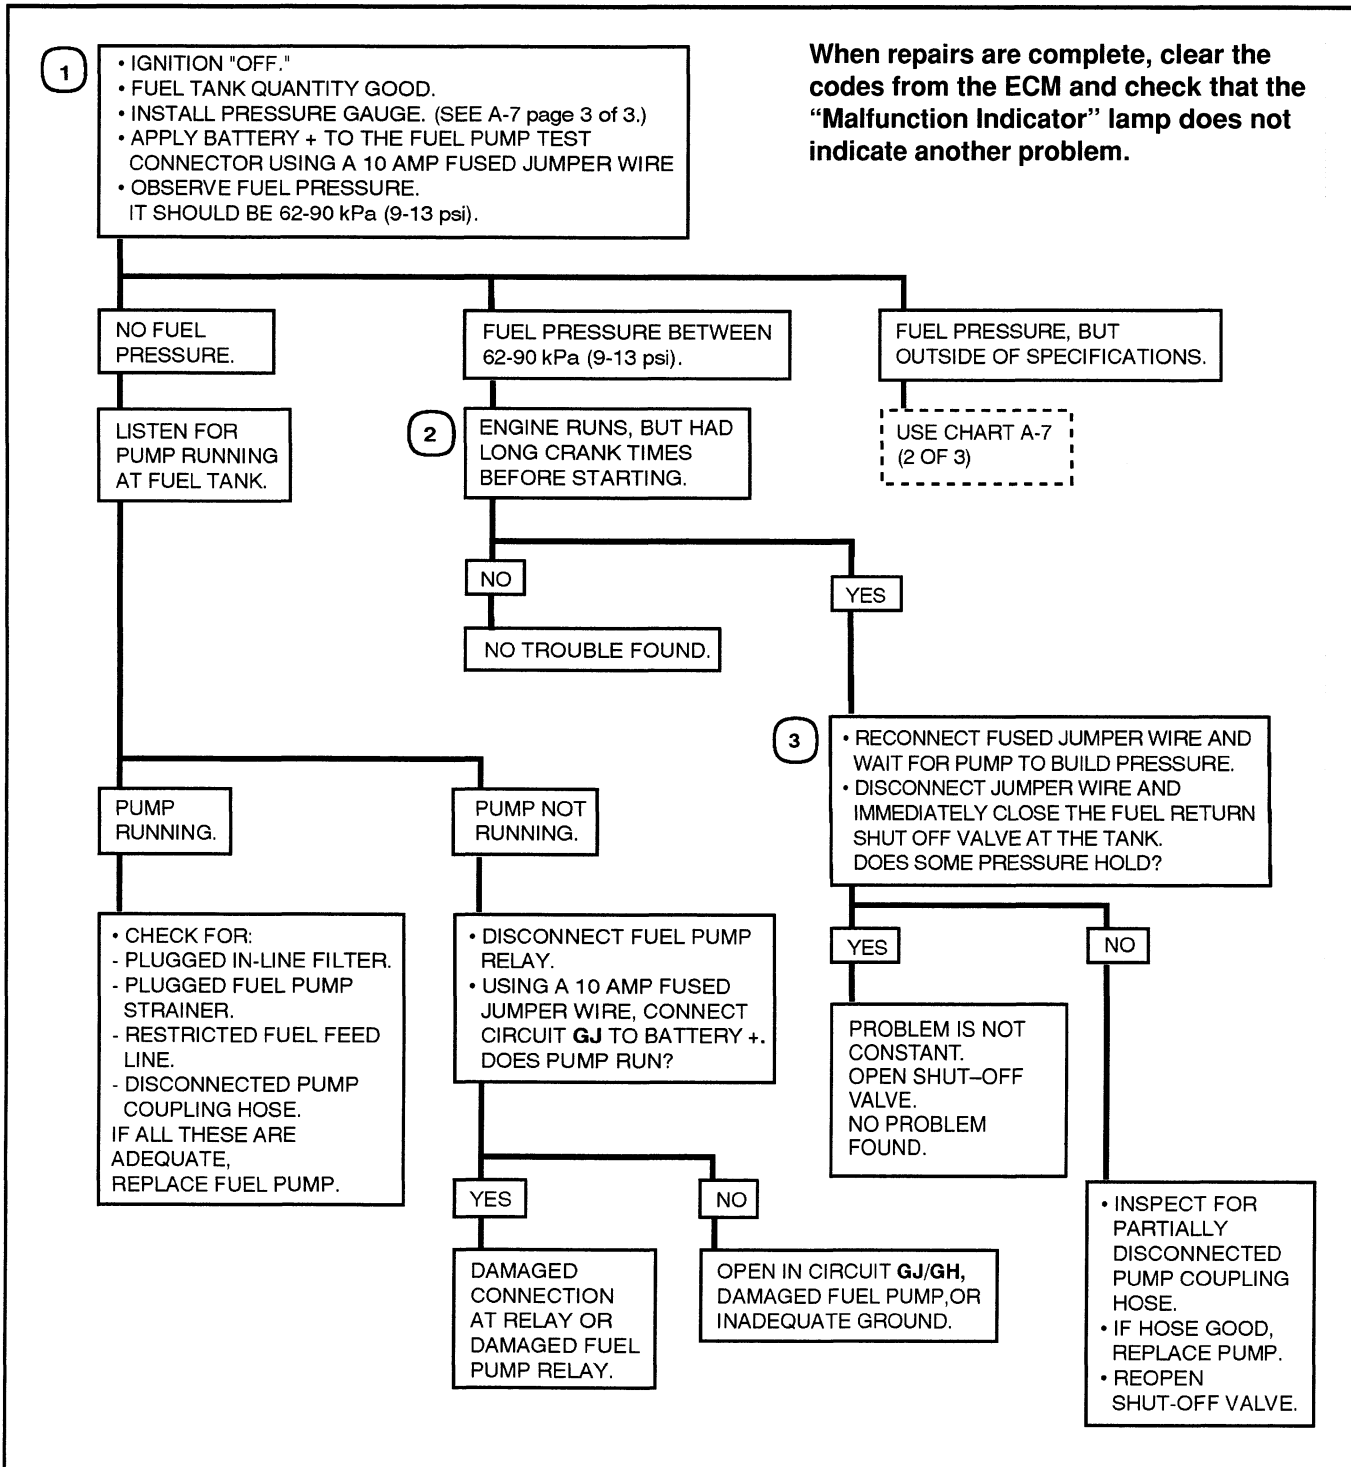 1
• IGNITION "OFF."
• FUEL TANK QUANTITY GOOD.
• INSTALL PRESSURE GAUGE. (SEE A-7 page 3 of 3.)
• APPLY BATTERY + TO THE FUEL PUMP TEST
CONNECTOR USING A 10 AMP FUSED JUMPER WIRE
• OBSERVE FUEL PRESSURE.
IT SHOULD BE 62-90 kPa (9-13 psi).
When repairs are complete, clear the
codes from the ECM and check that the
“Malfunction Indicator” lamp does not
indicate another problem.
NO FUEL
PRESSURE.
FUEL PRESSURE BETWEEN
62-90 kPa (9-13 psi).
FUEL PRESSURE, BUT
OUTSIDE OF SPECIFICATIONS.
LISTEN FOR
PUMP RUNNING
AT FUEL TANK.
2
ENGINE RUNS, BUT HAD
LONG CRANK TIMES
BEFORE STARTING.
USE CHART A-7
(2 OF 3)
NO
YES
NO TROUBLE FOUND.
3
• RECONNECT FUSED JUMPER WIRE AND
WAIT FOR PUMP TO BUILD PRESSURE.
• DISCONNECT JUMPER WIRE AND
IMMEDIATELY CLOSE THE FUEL RETURN
SHUT OFF VALVE AT THE TANK.
DOES SOME PRESSURE HOLD?
PUMP
RUNNING.
PUMP NOT
RUNNING.
• CHECK FOR:
- PLUGGED IN-LINE FILTER.
- PLUGGED FUEL PUMP
STRAINER.
- RESTRICTED FUEL FEED
LINE.
- DISCONNECTED PUMP
COUPLING HOSE.
IF ALL THESE ARE
ADEQUATE,
REPLACE FUEL PUMP.
• DISCONNECT FUEL PUMP
RELAY.
• USING A 10 AMP FUSED
JUMPER WIRE, CONNECT
CIRCUIT GJ TO BATTERY +.
DOES PUMP RUN?
YES
NO
PROBLEM IS NOT
CONSTANT.
OPEN SHUT–OFF
VALVE.
NO PROBLEM
FOUND.
YES
NO
• INSPECT FOR
PARTIALLY
DISCONNECTED
PUMP COUPLING
HOSE.
• IF HOSE GOOD,
REPLACE PUMP.
• REOPEN
SHUT-OFF VALVE.
DAMAGED
CONNECTION
AT RELAY OR
DAMAGED FUEL
PUMP RELAY.
OPEN IN CIRCUIT GJ/GH,
DAMAGED FUEL PUMP,OR
INADEQUATE GROUND.